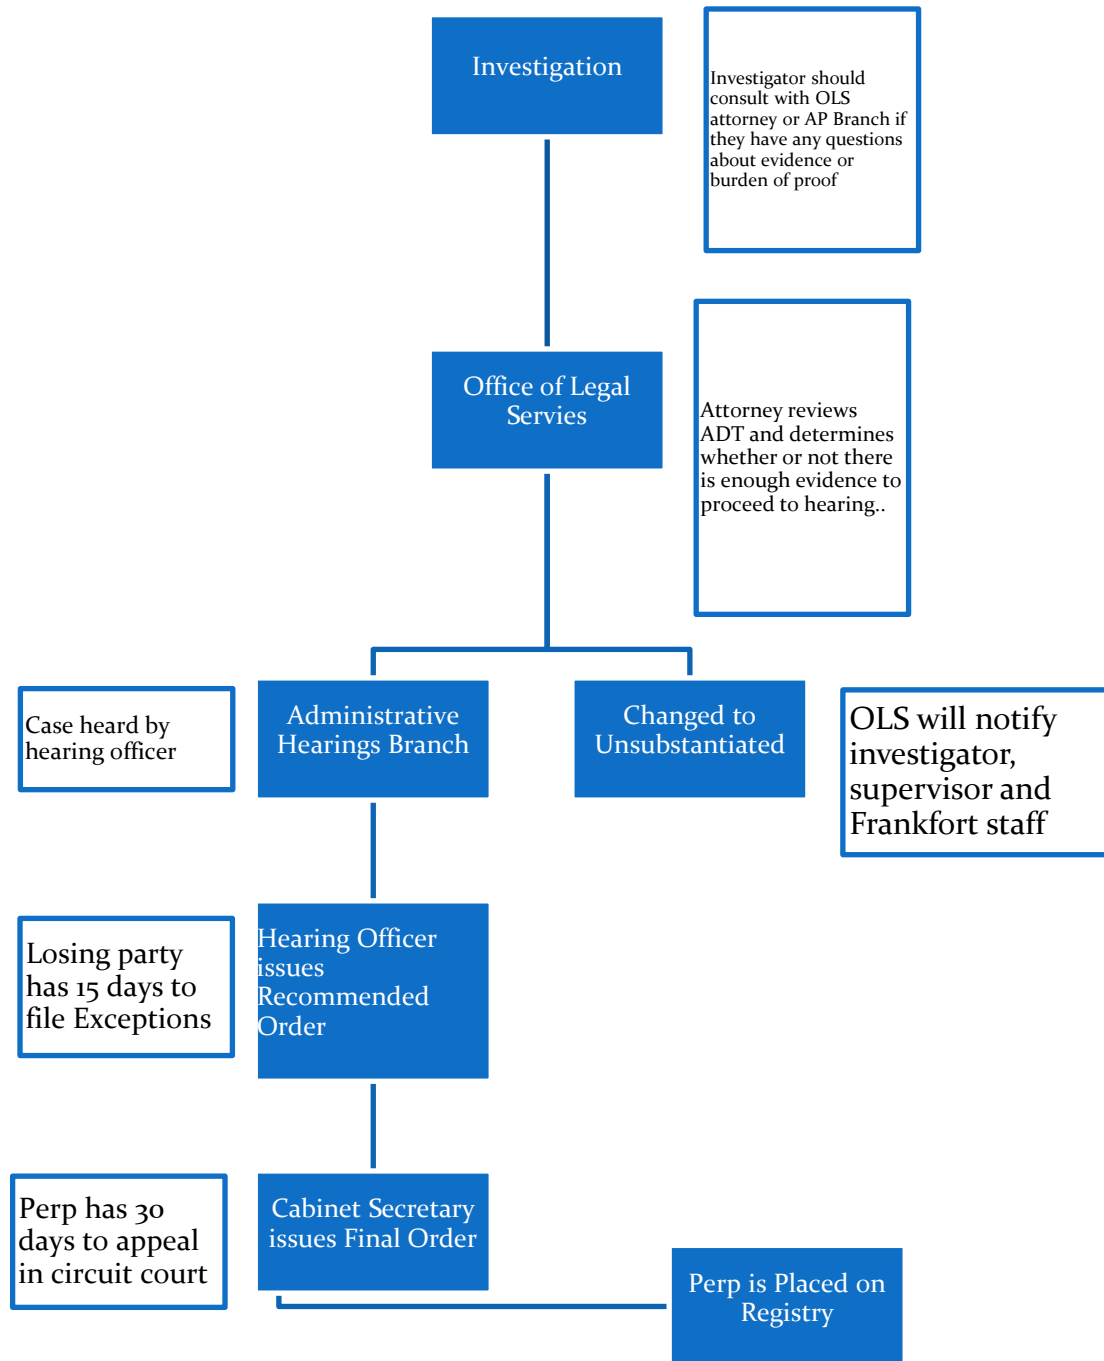 Investigation
Investigator should
consult with OLS
attorney or AP Branch if
they have any questions
about evidence or
burden of proof
Office of Legal
Servies
Attorney reviews
ADT and determines
whether or not there
is enough evidence to
proceed to hearing..
Case heard by
hearing officer
Administrative
Hearings Branch
Changed to
Unsubstantiated
OLS will notify
investigator,
supervisor and
Frankfort staff
Losing party
has 15 days to
file Exceptions
Hearing Officer
issues
Recommended
Order
Perp has 30
days to appeal
in circuit court
Cabinet Secretary
issues Final Order
Perp is Placed on
Registry